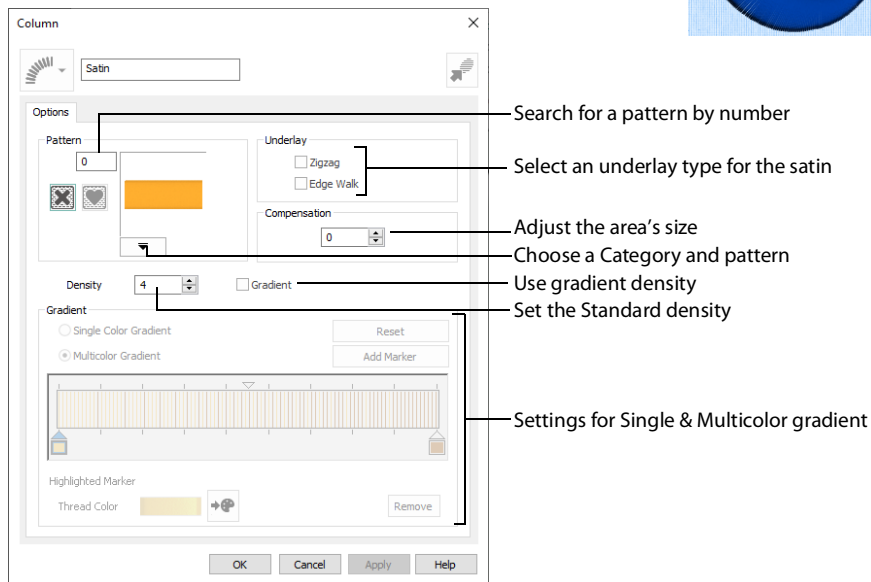 Column
Satin
Options
Search for a pattern by number
Pattern
Underlay
0
Zigzag
Select an underlay type for the satin
Edge Walk
Compensation
0
Adjust the area's size
Choose a Category and pattern
Density
4
Gradient
Use gradient density
Set the Standard density
Gradient
Single Color Gradient
Reset
Multicolor Gradient
Add Marker
Settings for Single & Multicolor gradient
Highlighted Marker
Thread Color
Remove
OK
Cancel
Apply
Help